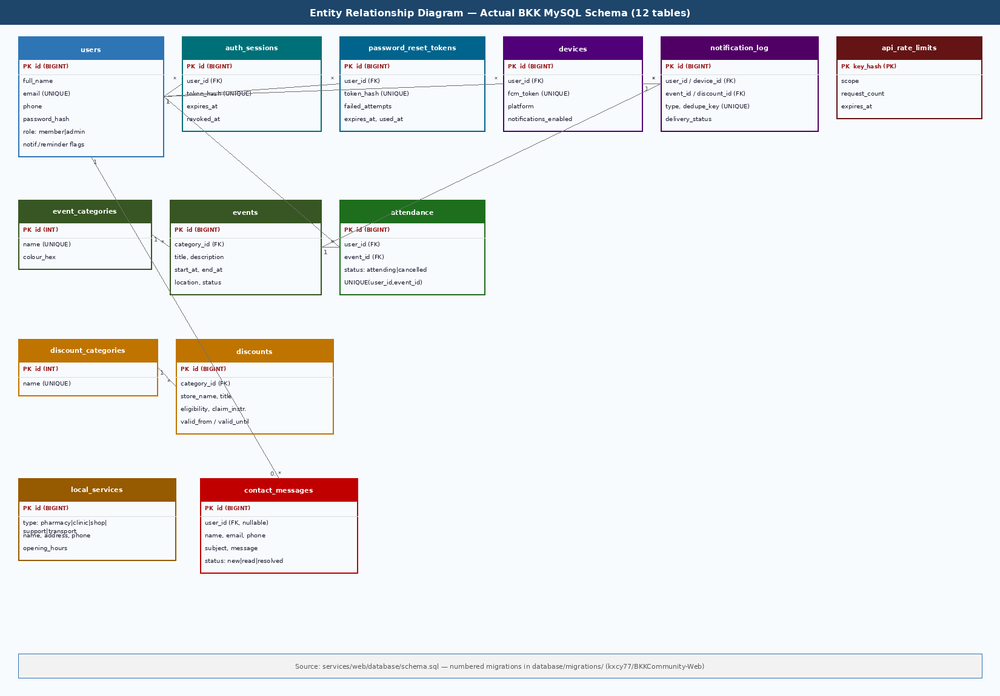 Entity Relationship Diagram — Actual BKK MySQL Schema (12 tables)
users
PK id (BIGINT)
full_name
email (UNIQUE)
phone
password_hash
role: member|admin
notif./reminder flags
1
1
auth_sessions
PK id (BIGINT)
*
user_id (FK)
token_hash (UNIQUE)
expires_at
revoked_at
password_reset_tokens
PK id (BIGINT)
*
user_id (FK)
token_hash (UNIQUE)
failed_attempts
expires_at, used_at
devices
PK id (BIGINT)
*
user_id (FK)
fcm_token (UNIQUE)
platform
notifications_enabled
1
notification_log
PK id (BIGINT)
*
user_id / device_id (FK)
event_id / discount_id (FK)
type, dedupe_key (UNIQUE)
delivery_status
api_rate_limits
PK key_hash (PK)
scope
request_count
expires_at
event_categories
PK id (INT)
name (UNIQUE)
colour_hex
1
*
events
PK id (BIGINT)
category_id (FK)
title, description
start_at, end_at
location, status
1
*
attendance
PK id (BIGINT)
user_id (FK)
event_id (FK)
status: attending|cancelled
UNIQUE(user_id,event_id)
discount_categories
PK id (INT)
name (UNIQUE)
1
*
discounts
PK id (BIGINT)
category_id (FK)
store_name, title
eligibility, claim_instr.
valid_from / valid_until
local_services
PK id (BIGINT)
type: pharmacy|clinic|shop|
support|transport
name, address, phone
opening_hours
0..*
contact_messages
PK id (BIGINT)
user_id (FK, nullable)
name, email, phone
subject, message
status: new|read|resolved
Source: services/web/database/schema.sql — numbered migrations in database/migrations/ (kxcy77/BKKCommunity-Web)